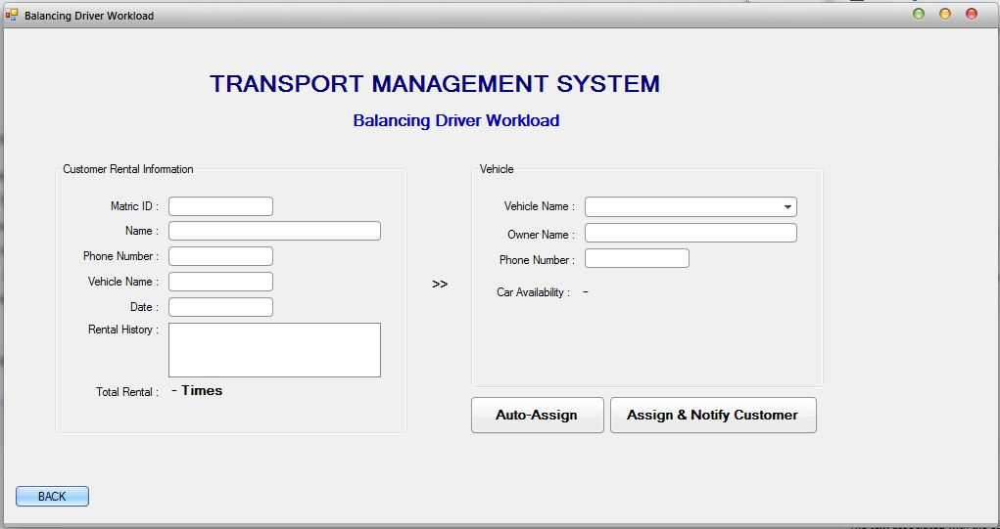 Balancing Driver Workload
TRANSPORT MANAGEMENT SYSTEM
Balancing Driver Workload
Customer Rental Information
Matric ID :
Name :
Phone Number :
Vehicle Name :
Date :
Rental History :
Total Rental : - Times
>>
Vehicle
Vehicle Name :
Owner Name :
Phone Number :
Car Availability : -
Auto-Assign
Assign & Notify Customer
BACK